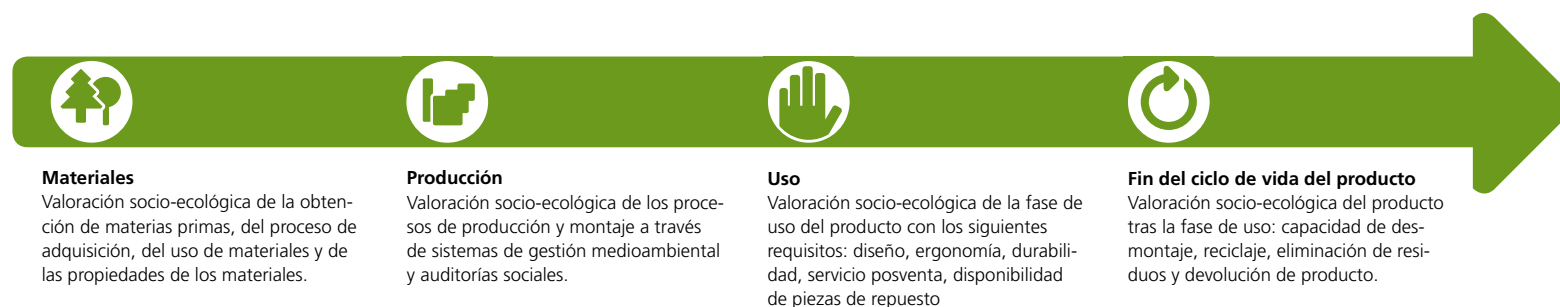 Materiales
Valoración socio-ecológica de la obten-
ción de materias primas, del proceso de
adquisición, del uso de materiales y de
las propiedades de los materiales.
Producción
Valoración socio-ecológica de los proce-
sos de producción y montaje a través
de sistemas de gestión medioambiental
y auditorías sociales.
Uso
Valoración socio-ecológica de la fase de
uso del producto con los siguientes
requisitos: diseño, ergonomía, durabili-
dad, servicio posventa, disponibilidad
de piezas de repuesto
Fin del ciclo de vida del producto
Valoración socio-ecológica del producto
tras la fase de uso: capacidad de des-
montaje, reciclaje, eliminación de resi-
duos y devolución de producto.